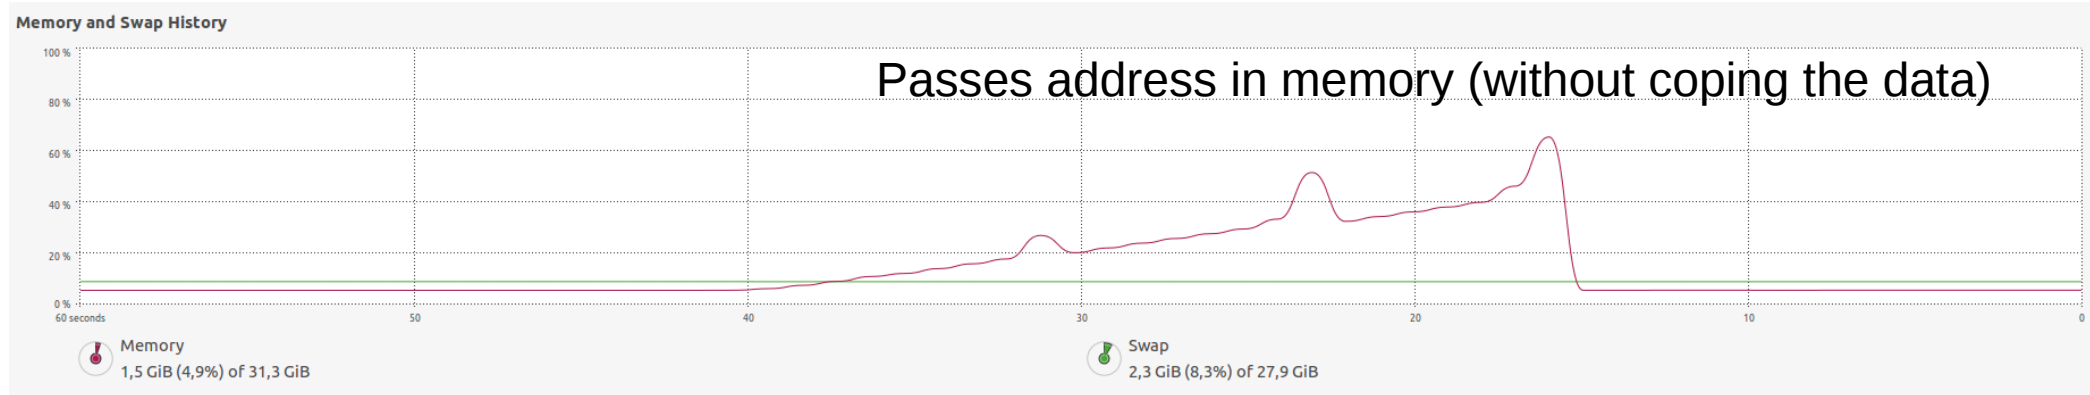 Memory and Swap History
100 %
Passes address in memory (without coping the data)
80 %
60 %
40 %
20 %
0 %
60 seconds 50 40 30 20 10 0
Memory
1,5 GiB (4,9%) of 31,3 GiB
Swap
2,3 GiB (8,3%) of 27,9 GiB